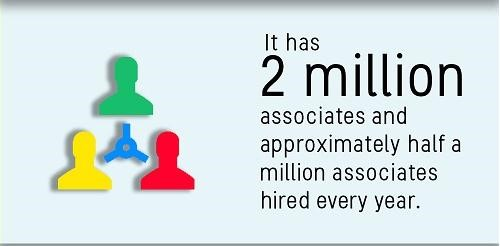 It has
2 million
associates and
approximately half a
million associates
hired every year.